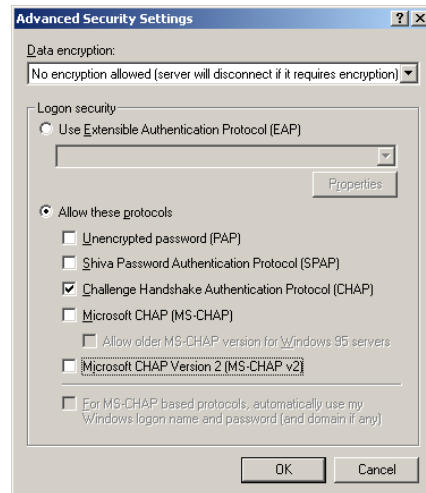 Advanced Security Settings
Data encryption:
No encryption allowed (server will disconnect if it requires encryption)
Logon security
Use Extensible Authentication Protocol (EAP)
Properties
Allow these protocols
Unencrypted password (PAP)
Shiva Password Authentication Protocol (SPAP)
Challenge Handshake Authentication Protocol (CHAP)
Microsoft CHAP (MS-CHAP)
Allow older MS-CHAP version for Windows 95 servers
Microsoft CHAP Version 2 (MS-CHAP v2)
For MS-CHAP based protocols, automatically use my
Windows logon name and password (and domain if any)
OK Cancel